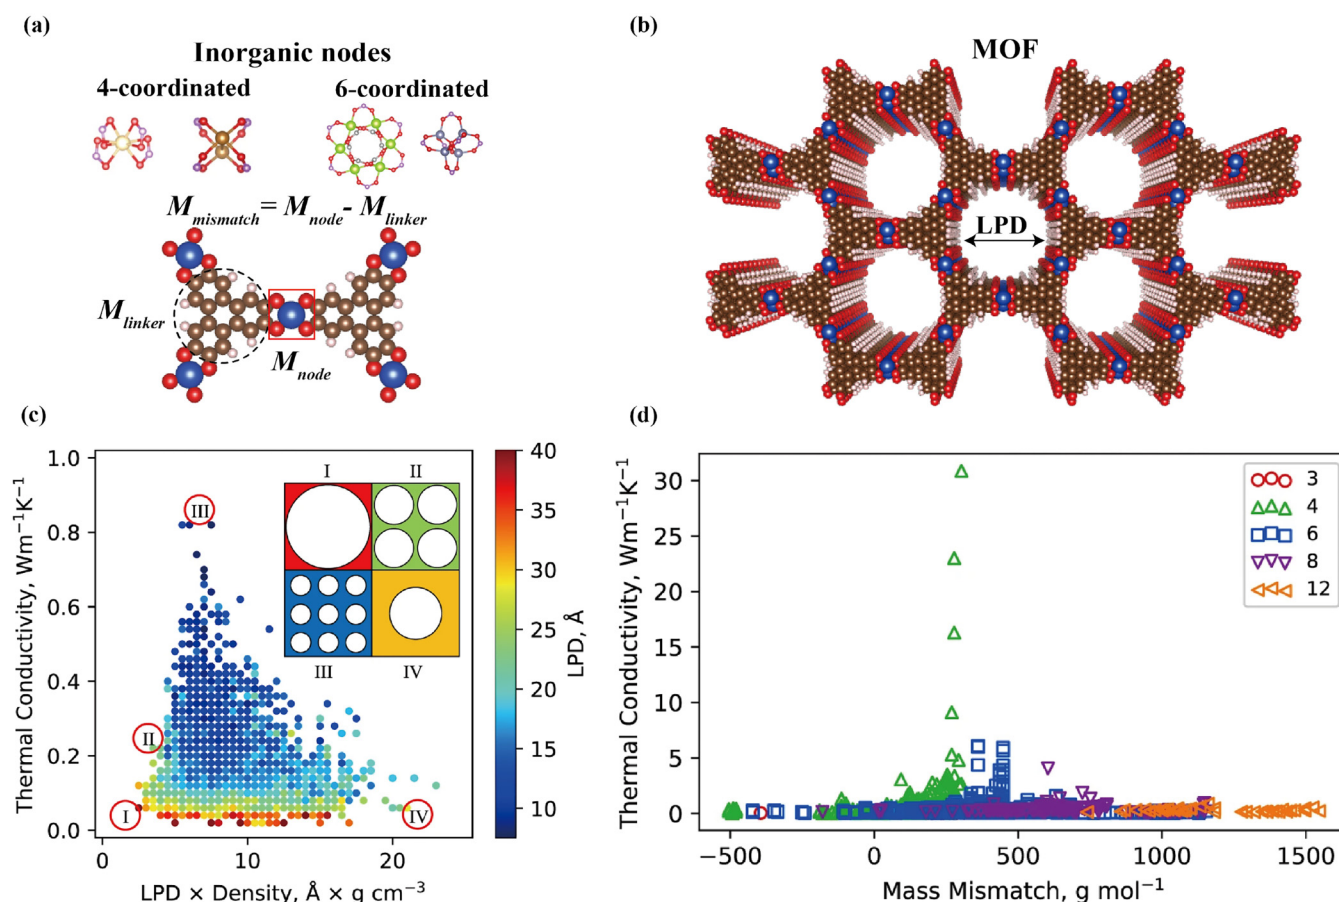 (a)
Inorganic nodes
4-coordinated 6-coordinated
M_mismatch = M_node - M_linker
M_linker
M_node
(b)
MOF
LPD
(c)
Thermal Conductivity, Wm⁻¹K⁻¹
1.0
0.8
0.6
0.4
0.2
0.0
0 10 20
LPD × Density, Å × g cm⁻³
III
II
I
IV
I II
III IV
40
35
30
25
20
15
10
LPD, Å
(d)
Thermal Conductivity, Wm⁻¹K⁻¹
30
25
20
15
10
5
0
−500 0 500 1000 1500
Mass Mismatch, g mol⁻¹
3
4
6
8
12